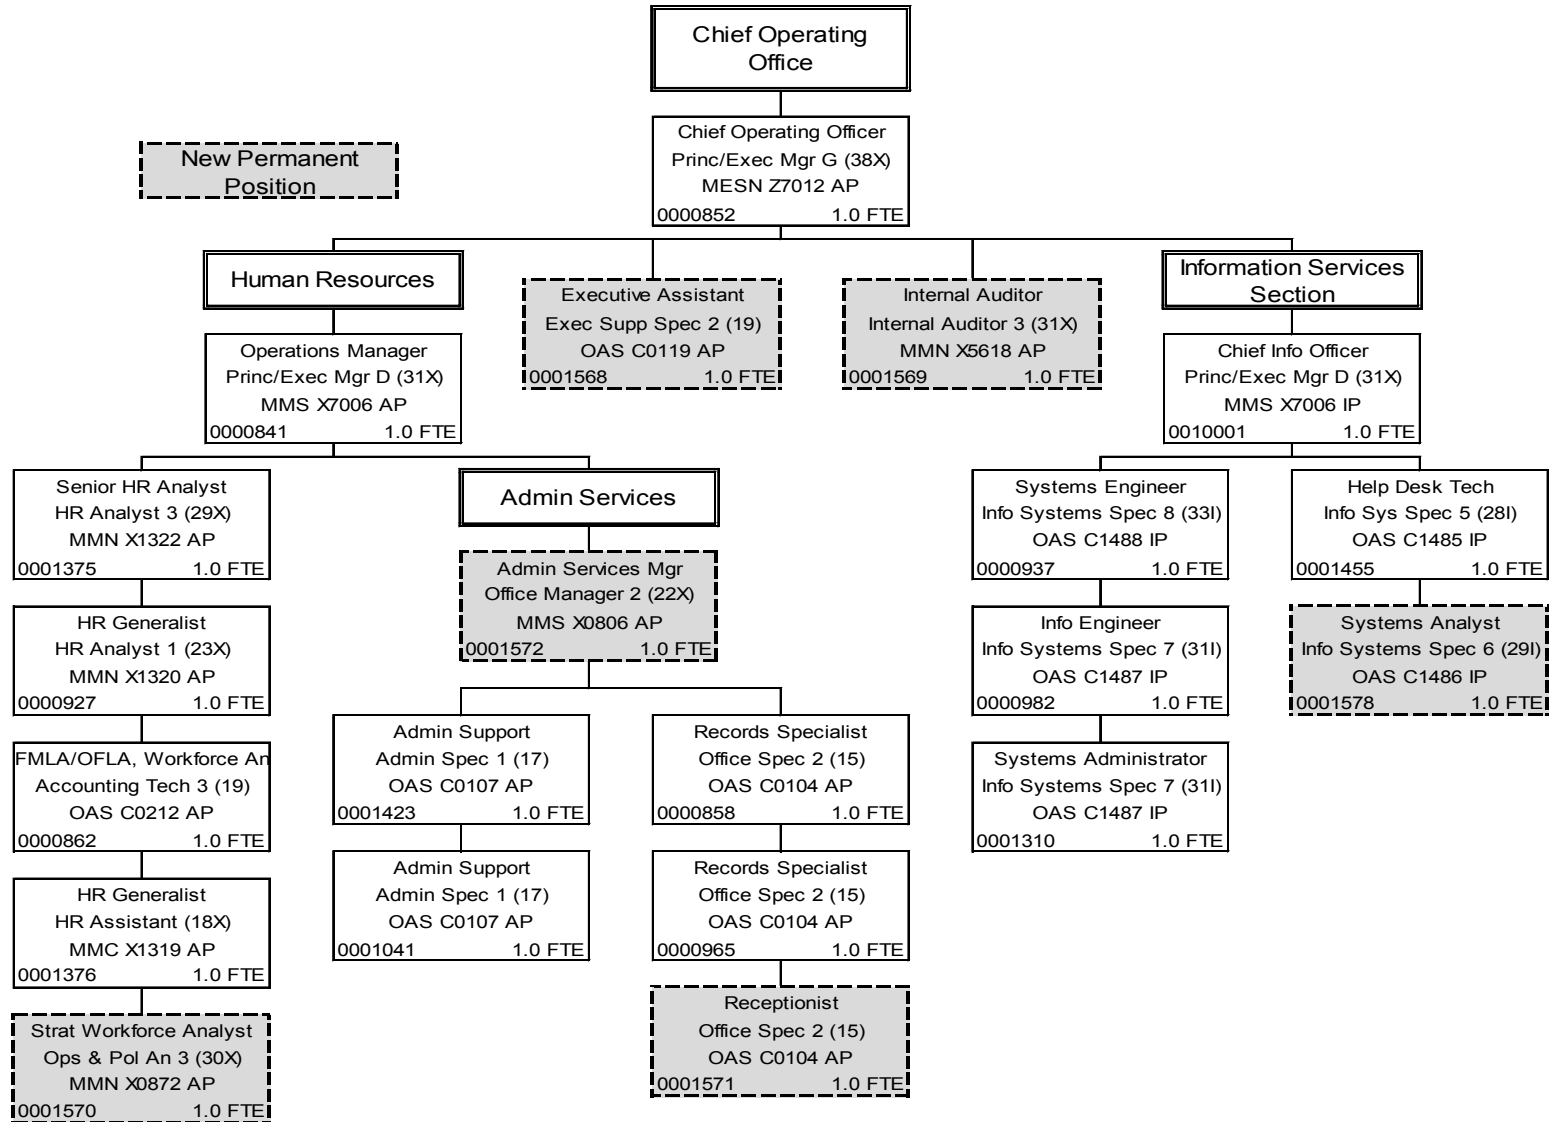 Chief Operating
Office
Chief Operating Officer
Princ/Exec Mgr G (38X)
MESN Z7012 AP
0000852 1.0 FTE
New Permanent
Position
Human Resources
Executive Assistant
Exec Supp Spec 2 (19)
OAS C0119 AP
0001568 1.0 FTE
Internal Auditor
Internal Auditor 3 (31X)
MMN X5618 AP
0001569 1.0 FTE
Information Services
Section
Operations Manager
Princ/Exec Mgr D (31X)
MMS X7006 AP
0000841 1.0 FTE
Chief Info Officer
Princ/Exec Mgr D (31X)
MMS X7006 IP
0010001 1.0 FTE
Senior HR Analyst
HR Analyst 3 (29X)
MMN X1322 AP
0001375 1.0 FTE
HR Generalist
HR Analyst 1 (23X)
MMN X1320 AP
0000927 1.0 FTE
FMLA/OFLA, Workforce An
Accounting Tech 3 (19)
OAS C0212 AP
0000862 1.0 FTE
HR Generalist
HR Assistant (18X)
MMC X1319 AP
0001376 1.0 FTE
Strat Workforce Analyst
Ops & Pol An 3 (30X)
MMN X0872 AP
0001570 1.0 FTE
Admin Services
Admin Services Mgr
Office Manager 2 (22X)
MMS X0806 AP
0001572 1.0 FTE
Admin Support
Admin Spec 1 (17)
OAS C0107 AP
0001423 1.0 FTE
Admin Support
Admin Spec 1 (17)
OAS C0107 AP
0001041 1.0 FTE
Records Specialist
Office Spec 2 (15)
OAS C0104 AP
0000858 1.0 FTE
Records Specialist
Office Spec 2 (15)
OAS C0104 AP
0000965 1.0 FTE
Receptionist
Office Spec 2 (15)
OAS C0104 AP
0001571 1.0 FTE
Systems Engineer
Info Systems Spec 8 (33I)
OAS C1488 IP
0000937 1.0 FTE
Info Engineer
Info Systems Spec 7 (31I)
OAS C1487 IP
0000982 1.0 FTE
Systems Administrator
Info Systems Spec 7 (31I)
OAS C1487 IP
0001310 1.0 FTE
Help Desk Tech
Info Sys Spec 5 (28I)
OAS C1485 IP
0001455 1.0 FTE
Systems Analyst
Info Systems Spec 6 (29I)
OAS C1486 IP
0001578 1.0 FTE